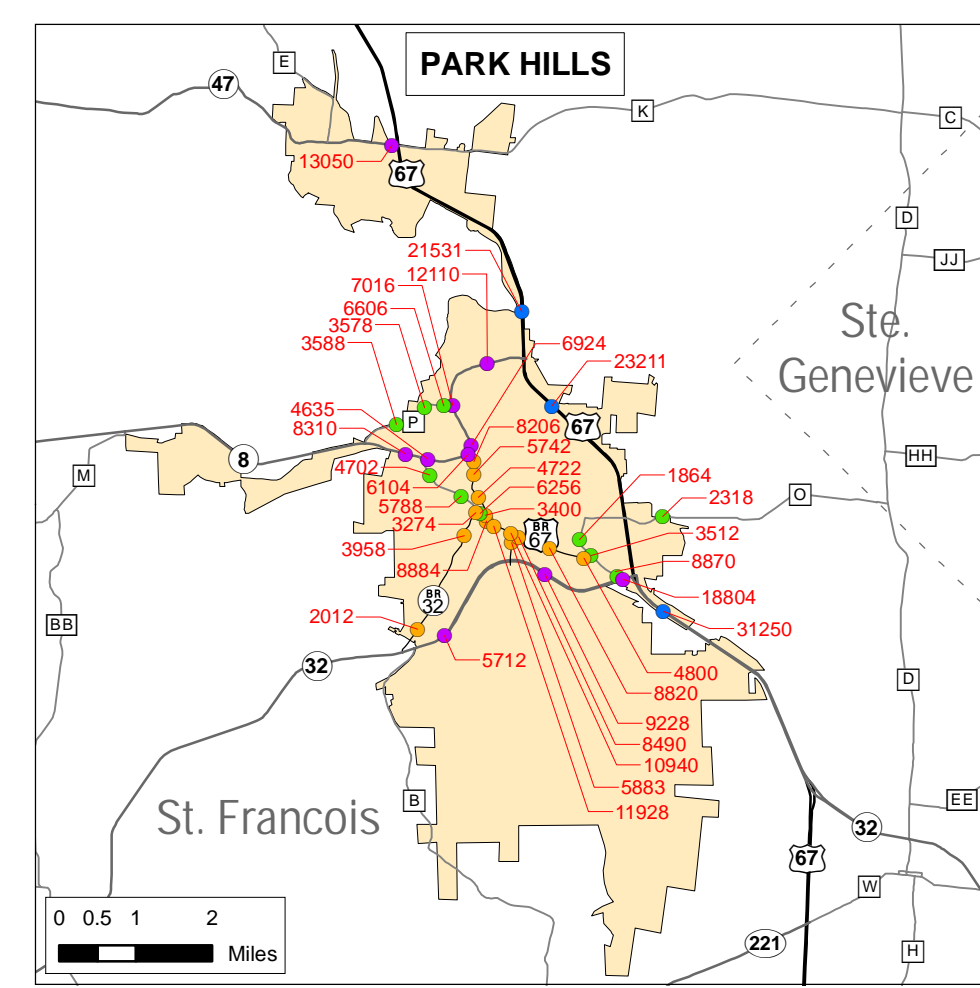 PARK HILLS
E
47
K
C
13050
67
D
21531
JJ
12110
7016
Ste.
Genevieve
6606
3578
3588
6924
23211
P
4635
8310
8206
67
5742
8
HH
M
4702
4722
1864
6104
6256
2318
O
5788
3400
3274
BR
67
3512
3958
8884
8870
18804
BR
32
31250
2012
BB
5712
32
4800
D
8820
9228
8490
10940
5883
B
EE
11928
St. Francois
32
67
W
0 0.5 1 2
Miles
221
H